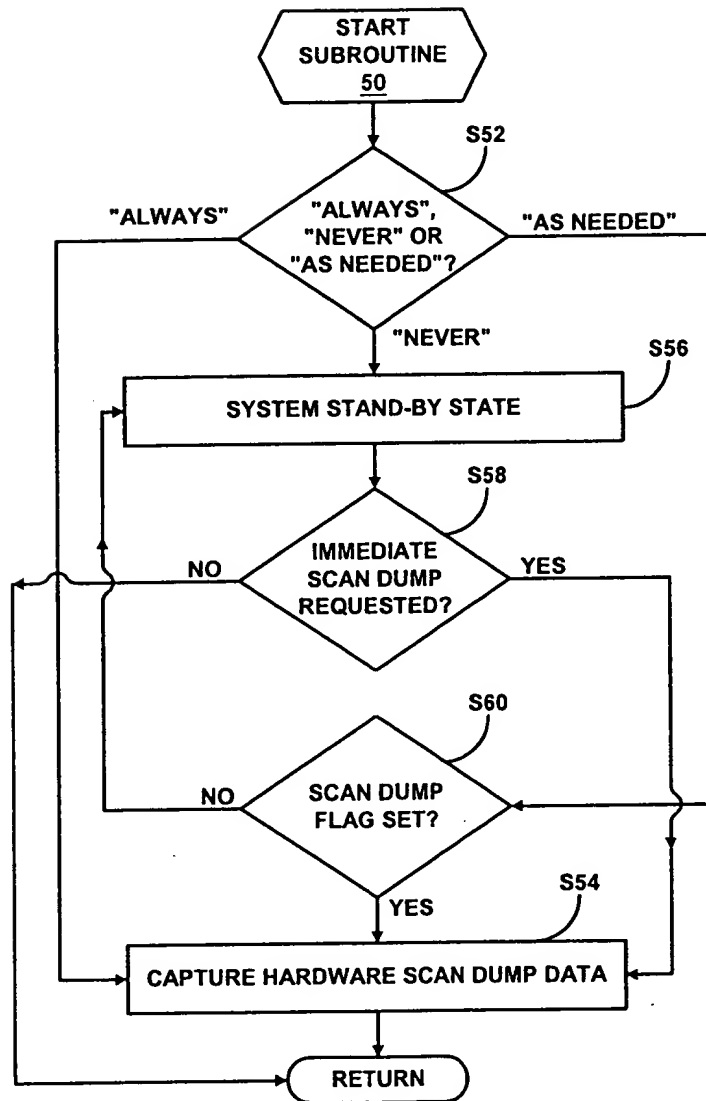 START
SUBROUTINE
50
S52
"ALWAYS"
"ALWAYS",
"NEVER" OR
"AS NEEDED"?
"AS NEEDED"
"NEVER"
S56
SYSTEM STAND-BY STATE
S58
NO
IMMEDIATE
SCAN DUMP
REQUESTED?
YES
S60
NO
SCAN DUMP
FLAG SET?
YES
S54
CAPTURE HARDWARE SCAN DUMP DATA
RETURN